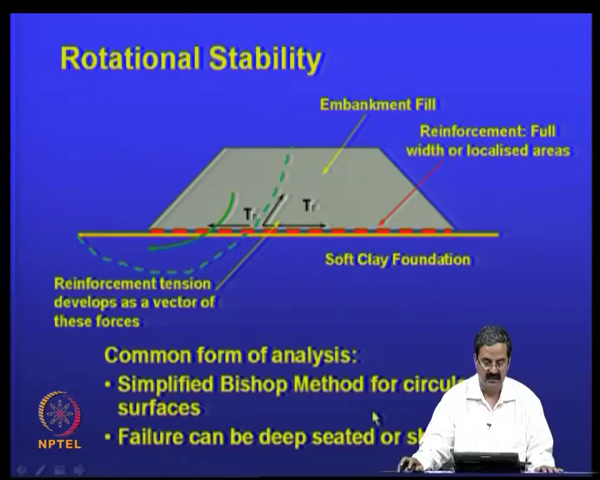 Rotational Stability
Embankment Fill
Reinforcement: Full
width or localised areas
Tr
Tr
Soft Clay Foundation
Reinforcement tension
develops as a vector of
these forces
Common form of analysis:
• Simplified Bishop Method for
surfaces
• Failure can be deep seated or
NPTEL